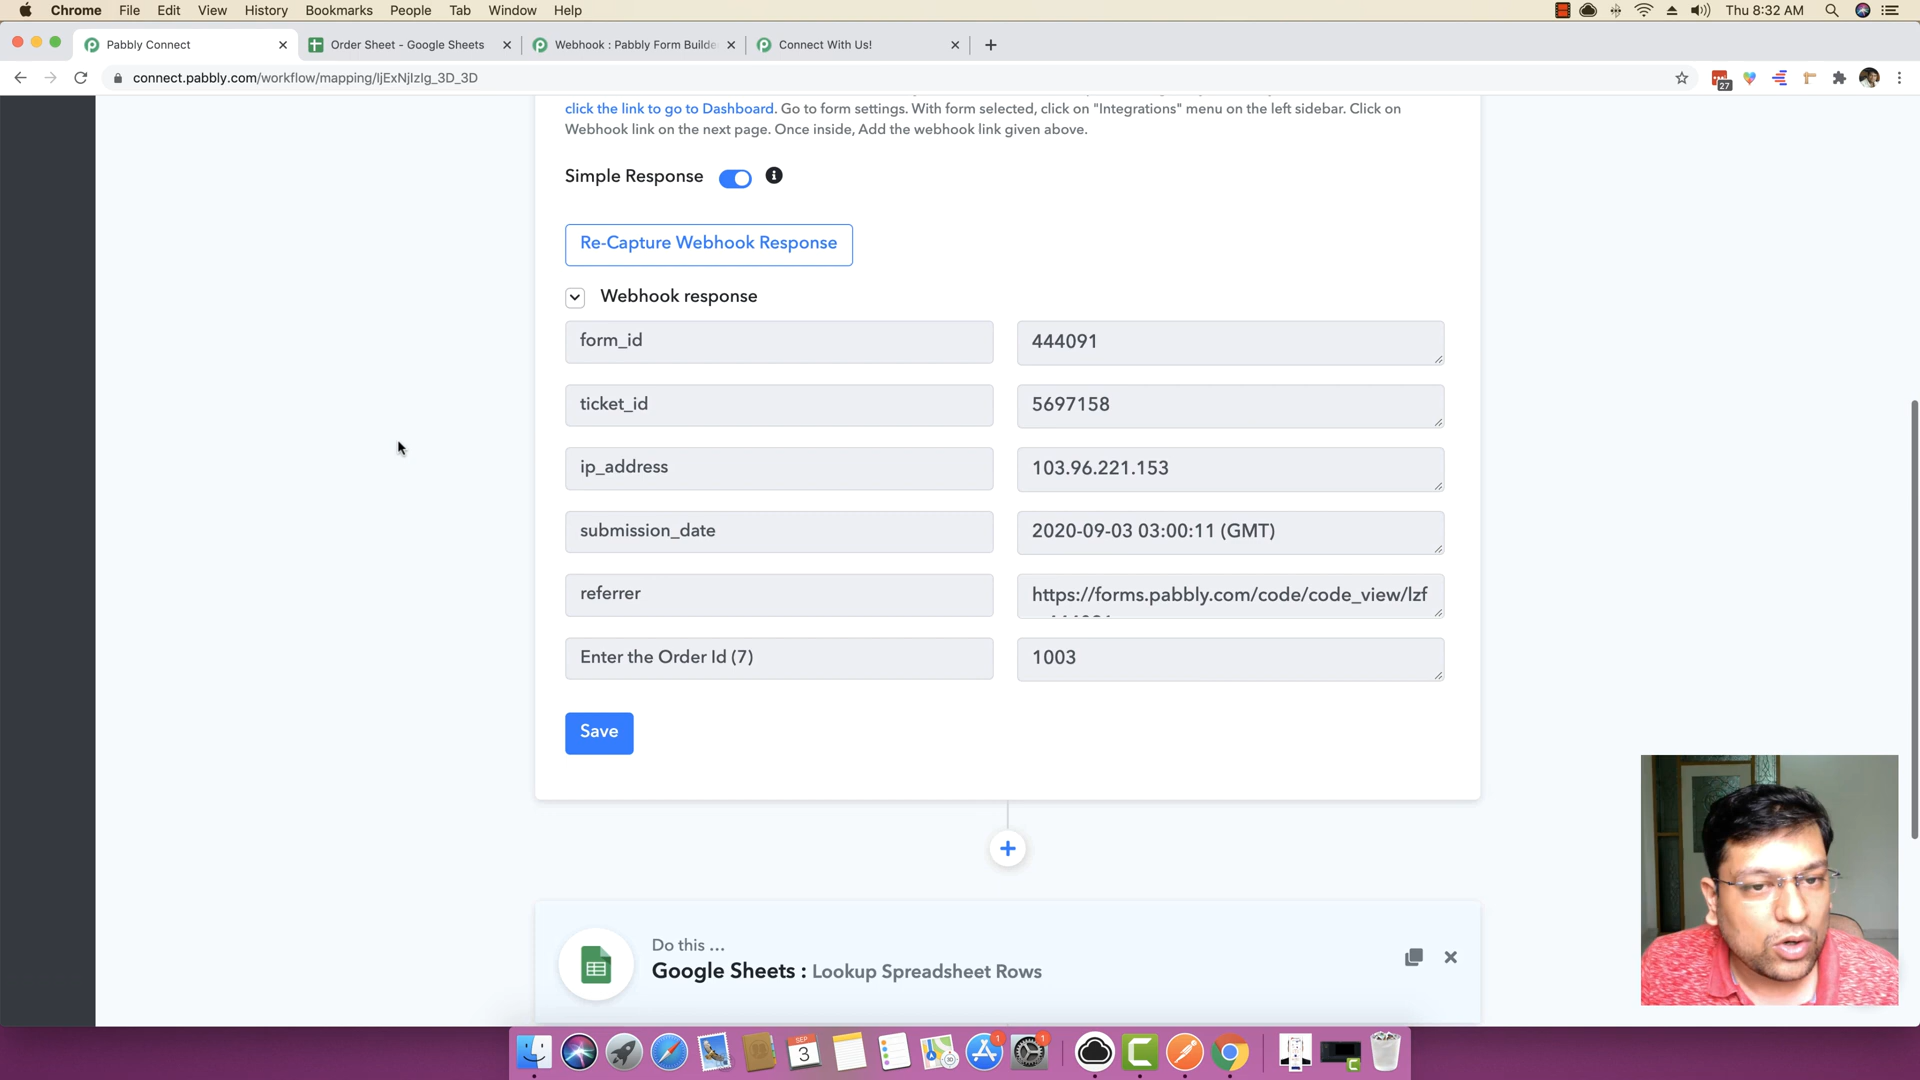 Chrome File Edit View History Bookmarks People Tab Window Help
Thu 8:32 AM
Pabbly Connect
Order Sheet - Google Sheets
Webhook : Pabbly Form Builde
Connect With Us!
connect.pabbly.com/workflow/mapping/IjExNjIzIg_3D_3D
27
click the link to go to Dashboard. Go to form settings. With form selected, click on "Integrations" menu on the left sidebar. Click on
Webhook link on the next page. Once inside, Add the webhook link given above.
Simple Response
Re-Capture Webhook Response
Webhook response
form_id 444091
ticket_id 5697158
ip_address 103.96.221.153
submission_date 2020-09-03 03:00:11 (GMT)
referrer https://forms.pabbly.com/code/code_view/lzf
Enter the Order Id (7) 1003
Save
Do this ...
Google Sheets : Lookup Spreadsheet Rows
SEP
3
1
1